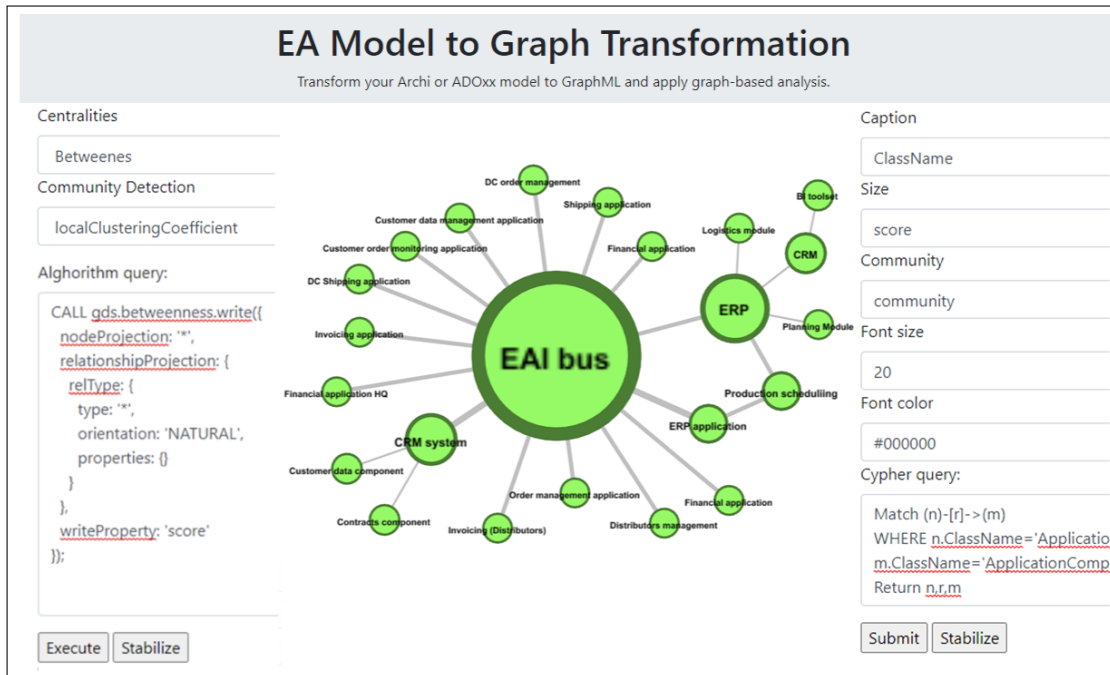 EA Model to Graph Transformation
Transform your Archi or ADOxx model to GraphML and apply graph-based analysis.
Centralities
Betweenes
Community Detection
localClusteringCoefficient
Alghorithm query:
CALL gds.betweenness.write({
nodeProjection: '*',
relationshipProjection: {
relType: {
type: '*',
orientation: 'NATURAL',
properties: {}
}
},
writeProperty: 'score'
});
Execute
Stabilize
DC order management
Shipping application
Customer data management application
Customer order monitoring application
Financial application
DC Shipping application
Invoicing application
Financial application HQ
EAI bus
BI toolset
Logistics module
CRM
ERP
Planning Module
Production scheduliing
ERP application
CRM system
Customer data component
Contracts component
Invoicing (Distributors)
Order management application
Distributors management
Financial application
Caption
ClassName
Size
score
Community
community
Font size
20
Font color
#000000
Cypher query:
Match (n)-[r]->(m)
WHERE n.ClassName='Applicatio
m.ClassName='ApplicationComp
Return n,r,m
Submit
Stabilize